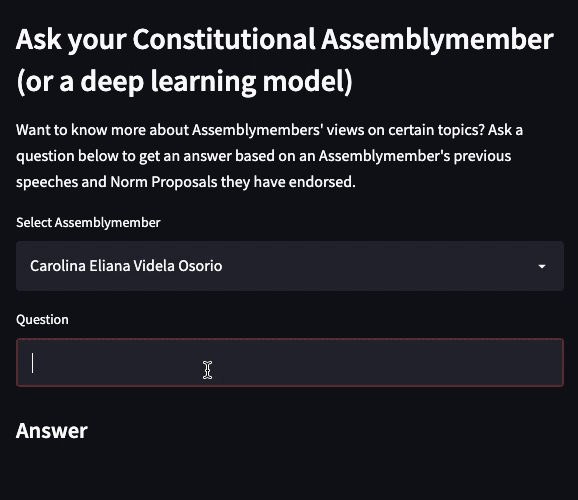 Ask your Constitutional Assemblymember
(or a deep learning model)
Want to know more about Assemblymembers' views on certain topics? Ask a
question below to get an answer based on an Assemblymember's previous
speeches and Norm Proposals they have endorsed.
Select Assemblymember
Carolina Eliana Videla Osorio
Question
Answer